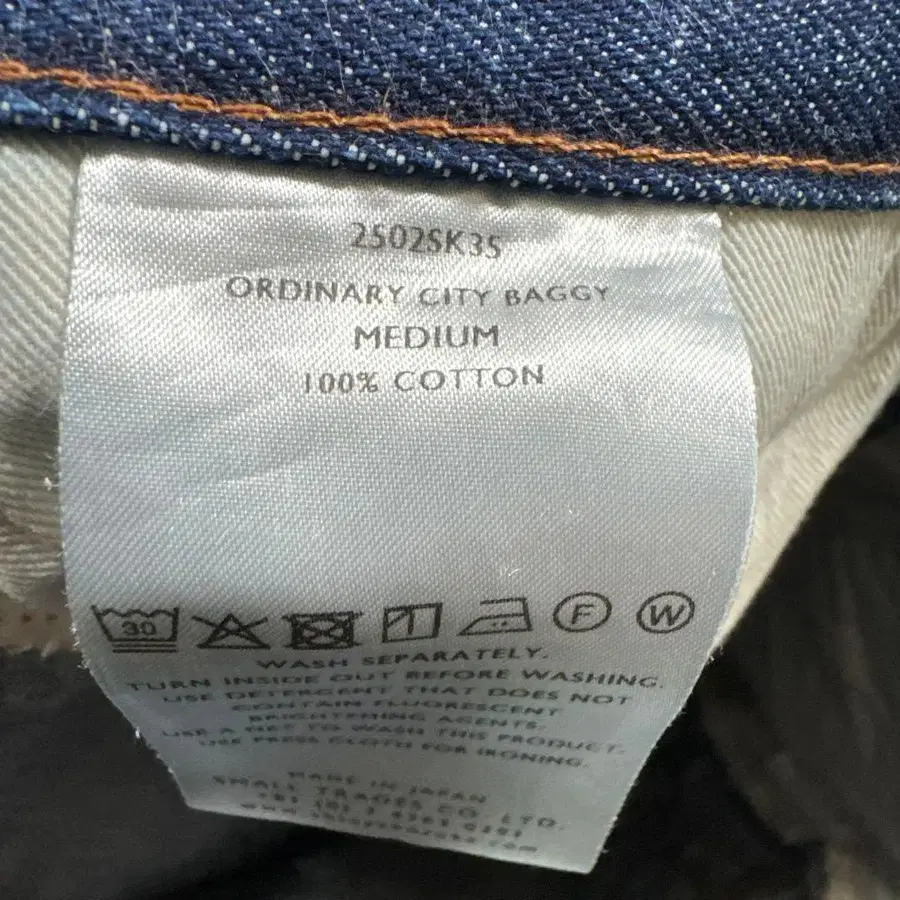 2502SK35
ORDINARY CITY BAGGY
MEDIUM
100% COTTON
30
F
W
WASH SEPARATELY.
TURN INSIDE OUT BEFORE WASHING.
USE DETERGENT THAT DOES NOT
CONTAIN FLUORESCENT
BRIGHTENING AGENTS.
USE A NET TO WASH THIS PRODUCT.
USE PRESS CLOTH FOR IRONING.
MADE IN JAPAN
SMALL TRADES CO. LTD.